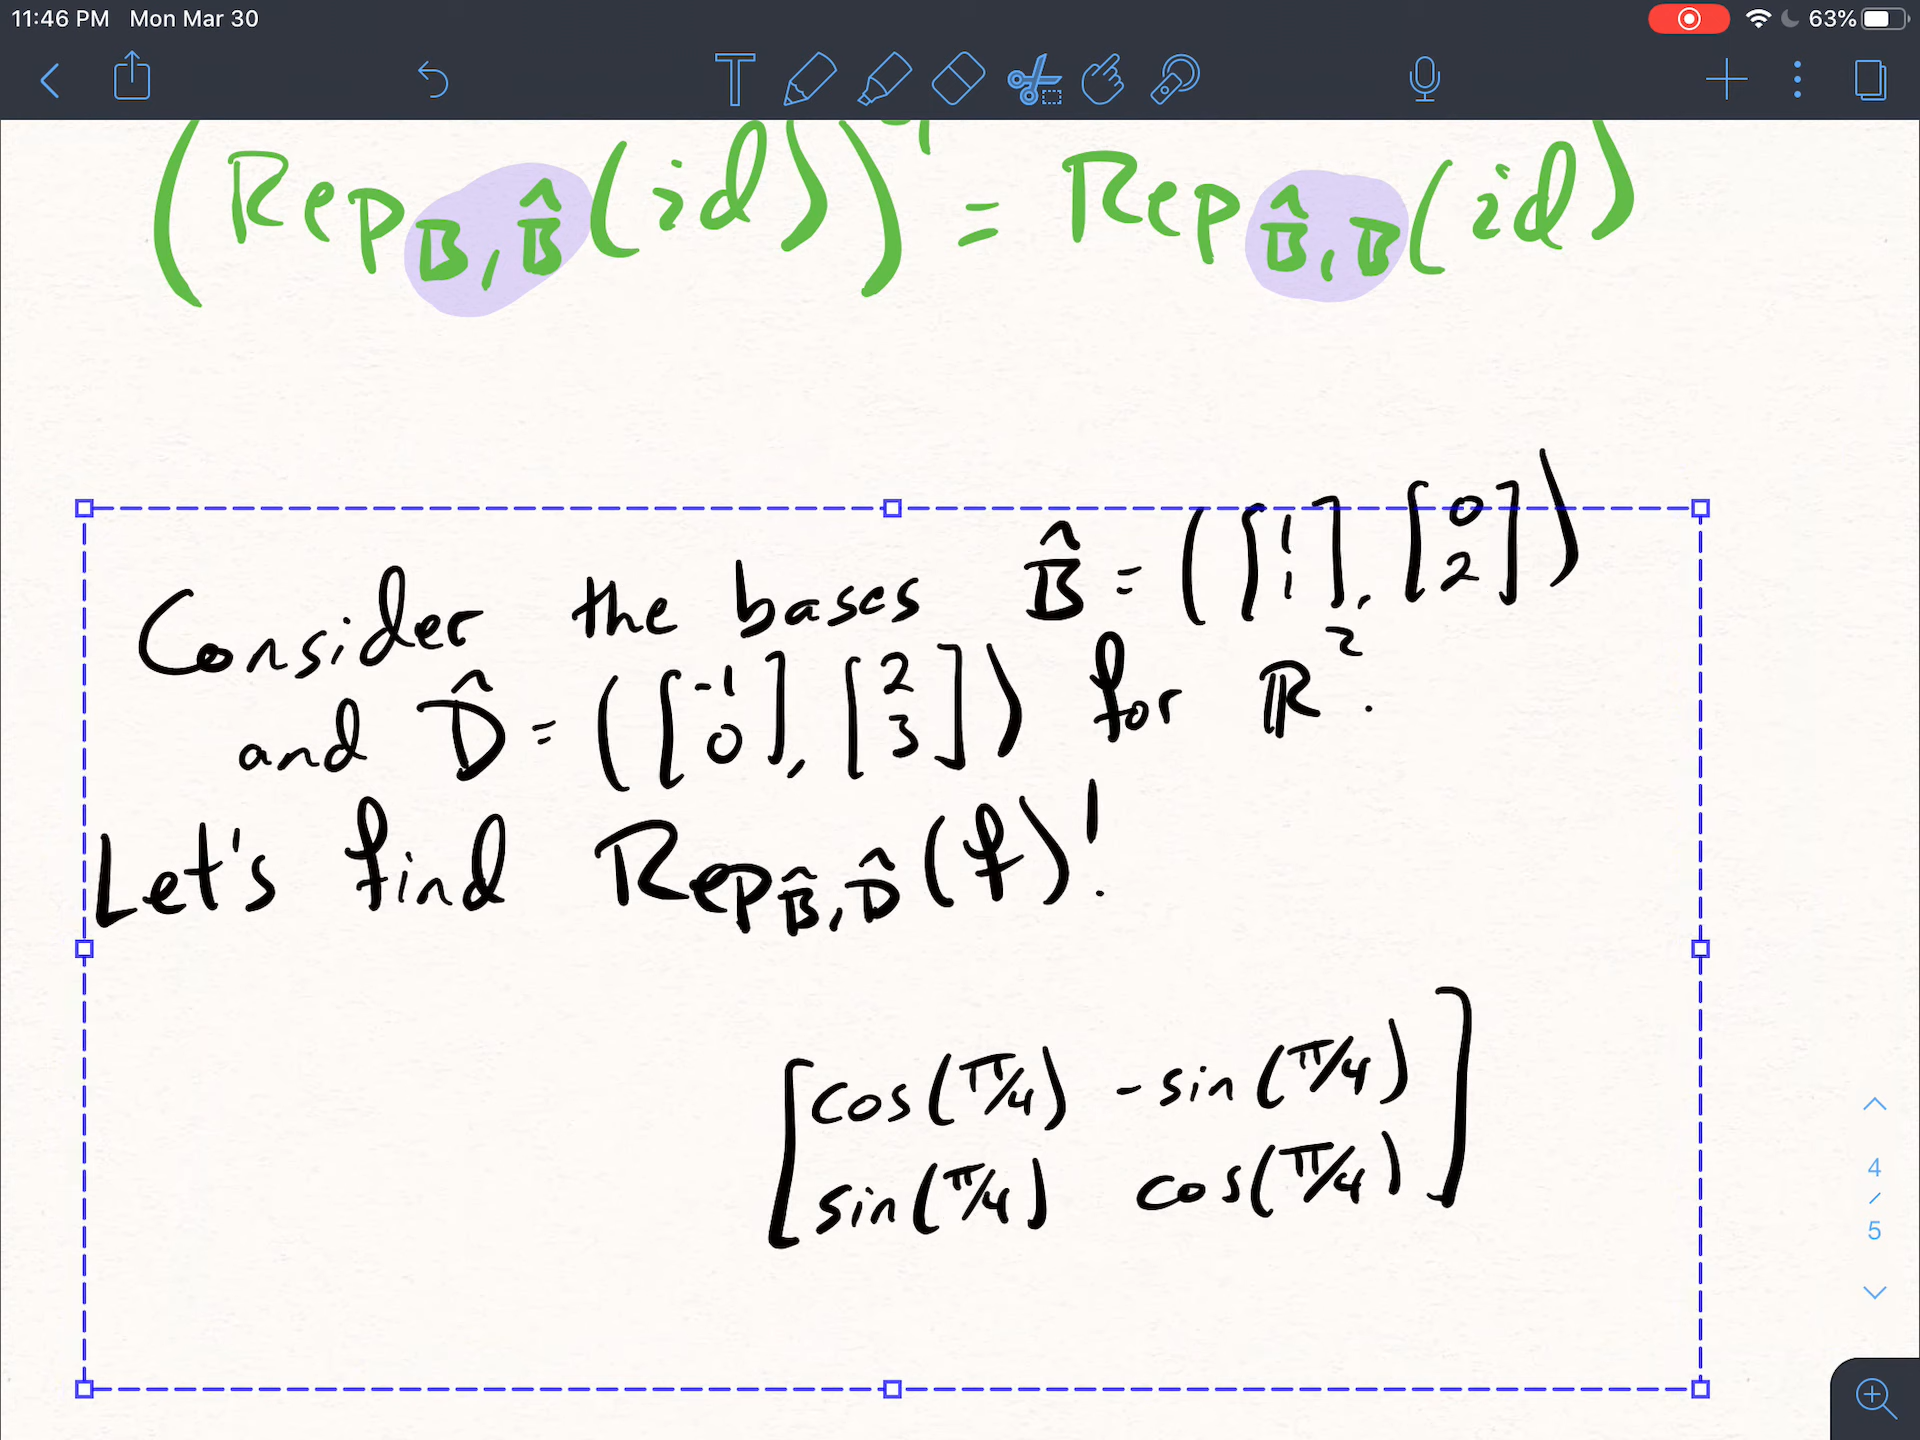 11:46 PM Mon Mar 30 63%
(Rep_{B,B̂}(id))⁻¹ = Rep_{B̂,B}(id)
Consider the bases B̂ = ([1 1], [0 2])
and D̂ = ([-1 0], [2 3]) for ℝ².
Let's find Rep_{B̂,D̂}(f)!
[cos(π/4) -sin(π/4)
sin(π/4) cos(π/4)]
4
/
5